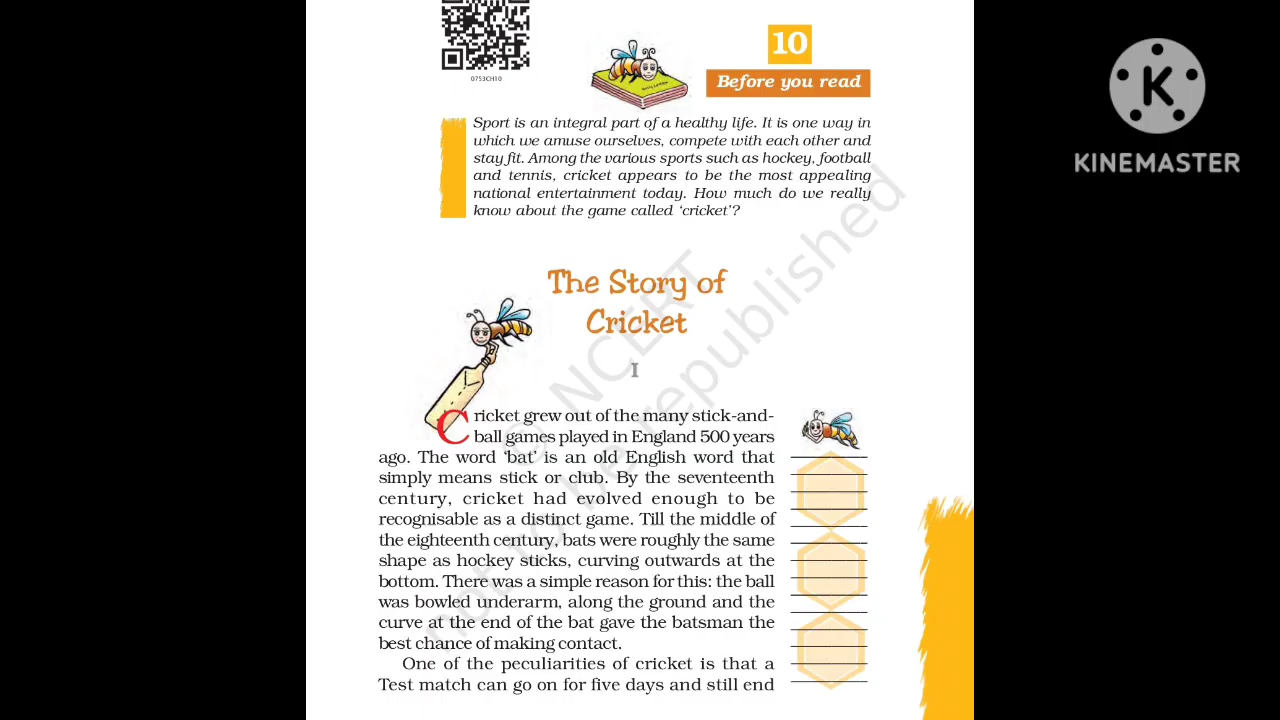 0753CH10
10
Before you read
Sport is an integral part of a healthy life. It is one way in
which we amuse ourselves, compete with each other and
stay fit. Among the various sports such as hockey, football
and tennis, cricket appears to be the most appealing
national entertainment today. How much do we really
know about the game called ‘cricket’?
The Story of
Cricket
I
Cricket grew out of the many stick-and-
ball games played in England 500 years
ago. The word ‘bat’ is an old English word that
simply means stick or club. By the seventeenth
century, cricket had evolved enough to be
recognisable as a distinct game. Till the middle of
the eighteenth century, bats were roughly the same
shape as hockey sticks, curving outwards at the
bottom. There was a simple reason for this: the ball
was bowled underarm, along the ground and the
curve at the end of the bat gave the batsman the
best chance of making contact.
One of the peculiarities of cricket is that a
Test match can go on for five days and still end
© NCERT
not to be republished
K
KINEMASTER